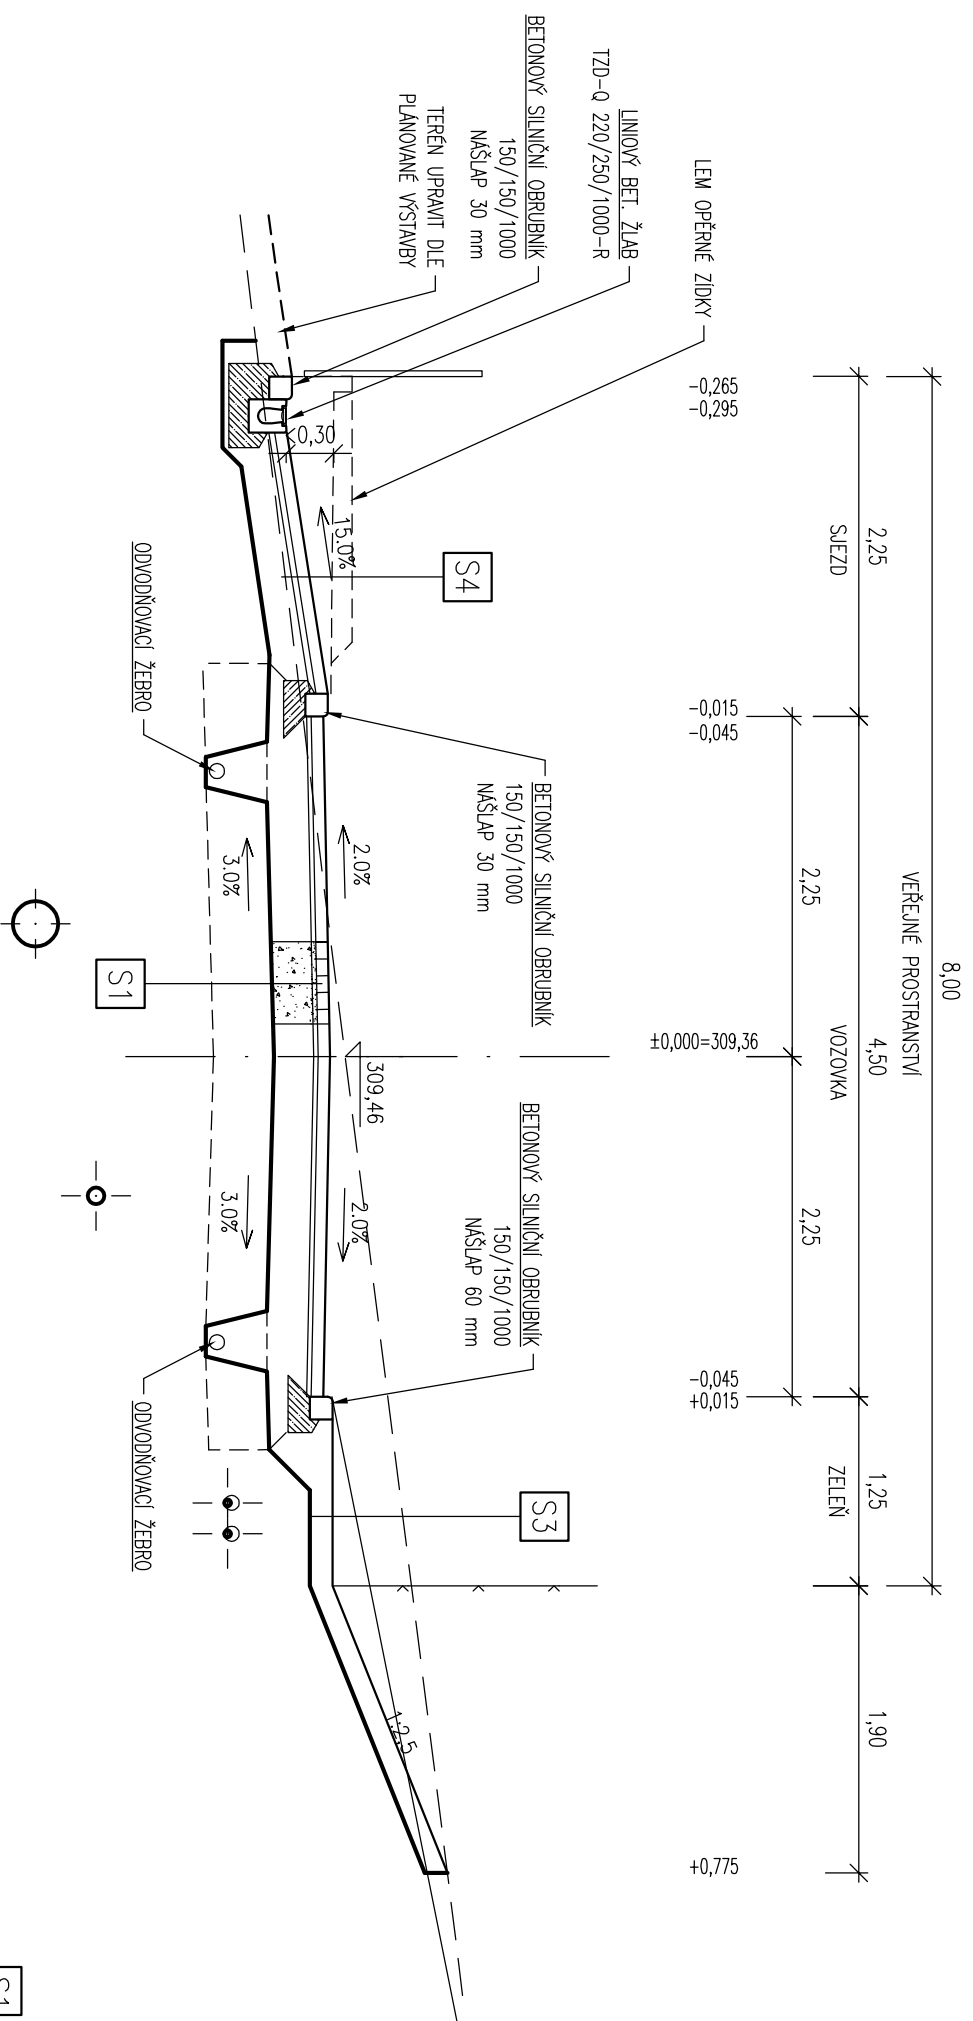 8,00
VEŘEJNÉ PROSTRANSTVÍ
2,25
SJEZD
4,50
VOZOVKA
1,25
ZELEŇ
1,90
2,25
2,25
-0,265
-0,295
-0,015
-0,045
±0,000=309,36
-0,045
+0,015
+0,775
LEM OPĚRNÉ ZÍDKY
LINIOVÝ BET. ŽLAB
TZD-Q 220/250/1000-R
BETONOVÝ SILNIČNÍ OBRUBNÍK
150/150/1000
NÁŠLAP 30 mm
TERÉN UPRAVIT DLE
PLÁNOVANÉ VÝSTAVBY
BETONOVÝ SILNIČNÍ OBRUBNÍK
150/150/1000
NÁŠLAP 30 mm
BETONOVÝ SILNIČNÍ OBRUBNÍK
150/150/1000
NÁŠLAP 60 mm
S4
S3
0,30
15.0%
2.0%
309,46
2.0%
1:2,5
3.0%
3.0%
ODVODŇOVACÍ ŽEBRO
S1
ODVODŇOVACÍ ŽEBRO
S1